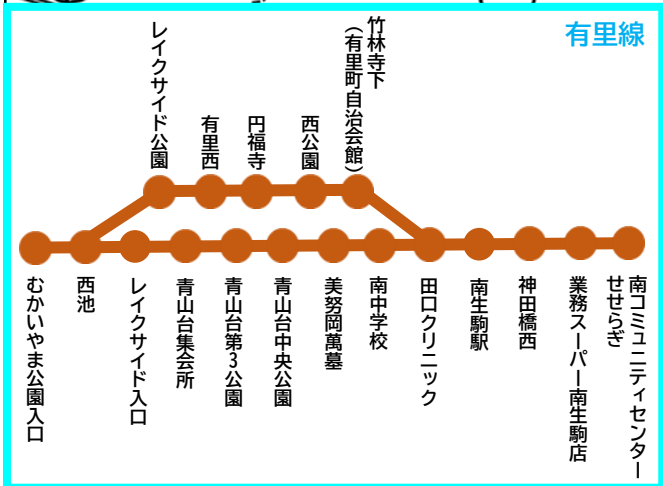 有里線
レイクサイド公園
有里西
円福寺
西公園
竹林寺下
(有里町自治会館)
むかいやま公園入口
西池
レイクサイド入口
青山台集会所
青山台第3公園
青山台中央公園
美努岡萬墓
南中学校
田口クリニック
南生駒駅
神田橋西
業務スーパー南生駒店
南コミュニティセンター
せせらぎ